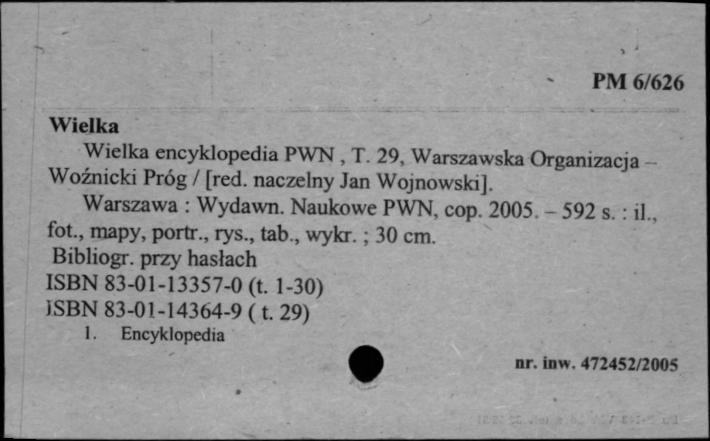 PM 6/626
Wielka
Wielka encyklopedia PWN , T. 29, Warszawska Organizacja –
Woźnicki Próg / [red. naczelny Jan Wojnowski].
Warszawa : Wydawn. Naukowe PWN, cop. 2005. – 592 s. : il.,
fot., mapy, portr., rys., tab., wykr. ; 30 cm.
Bibliogr. przy hasłach
ISBN 83-01-13357-0 (t. 1-30)
ISBN 83-01-14364-9 ( t. 29)
1. Encyklopedia
nr. inw. 472452/2005